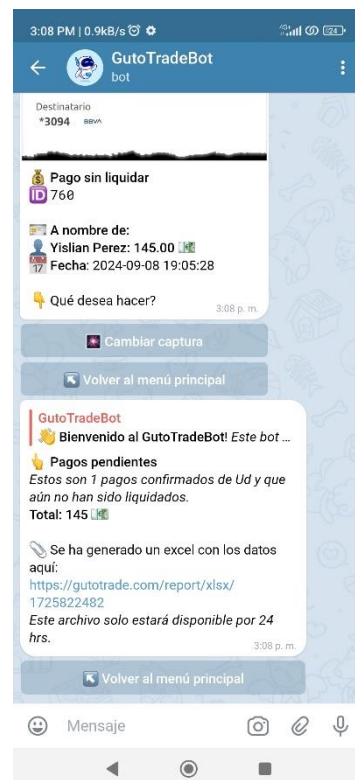 3:08 PM | 0.9kB/s
24
GutoTradeBot
bot
Destinatario
*3094 BBVA
Pago sin liquidar
ID 760
A nombre de:
Yislian Perez: 145.00
17 Fecha: 2024-09-08 19:05:28
Qué desea hacer?
3:08 p. m.
Cambiar captura
Volver al menú principal
GutoTradeBot
Bienvenido al GutoTradeBot! Este bot ...
Pagos pendientes
Estos son 1 pagos confirmados de Ud y que
aún no han sido liquidados.
Total: 145
Se ha generado un excel con los datos
aquí:
https://gutotrade.com/report/xlsx/
1725822482
Este archivo solo estará disponible por 24
hrs.
3:08 p. m.
Volver al menú principal
Mensaje